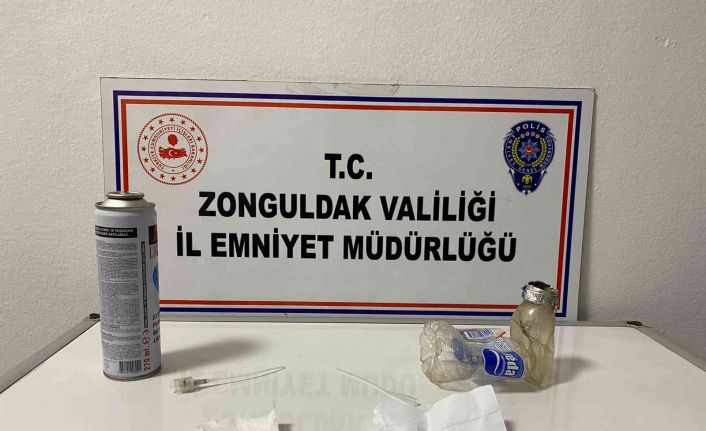 T.C.
ZONGULDAK VALİLİĞİ
İL EMNİYET MÜDÜRLÜĞÜ
POLİS
270 ml.